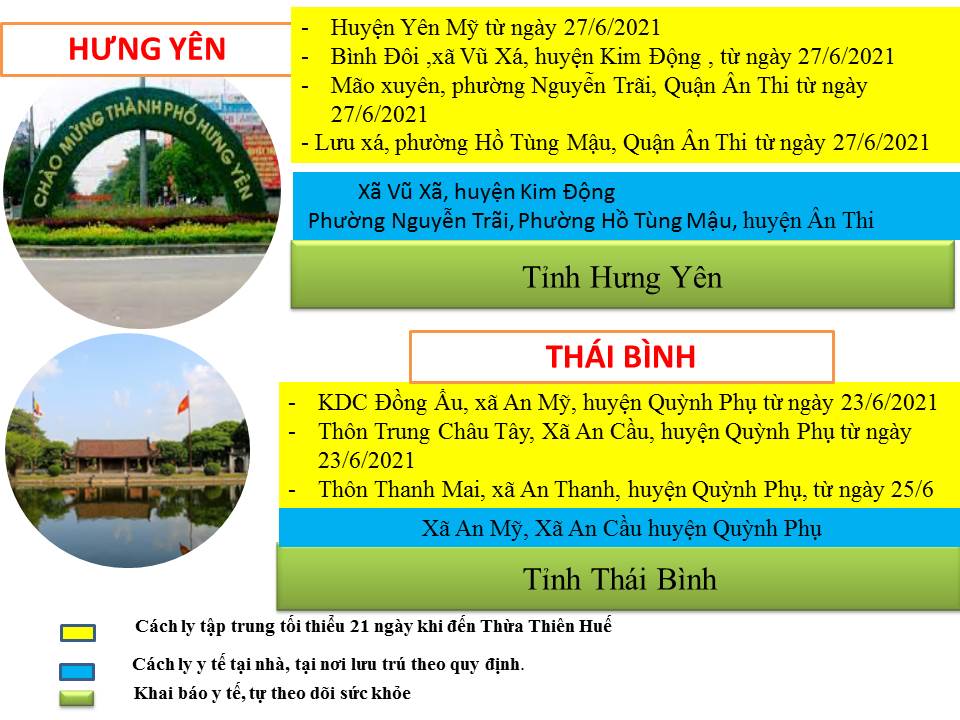 HƯNG YÊN
- Huyện Yên Mỹ từ ngày 27/6/2021
- Bình Đôi ,xã Vũ Xá, huyện Kim Động , từ ngày 27/6/2021
- Mão xuyên, phường Nguyễn Trãi, Quận Ân Thi từ ngày
27/6/2021
- Lưu xá, phường Hồ Tùng Mậu, Quận Ân Thi từ ngày 27/6/2021
CHÀO MỪNG THÀNH PHỐ HƯNG YÊN
Xã Vũ Xã, huyện Kim Động
Phường Nguyễn Trãi, Phường Hồ Tùng Mậu, huyện Ân Thi
Tỉnh Hưng Yên
THÁI BÌNH
- KDC Đồng Ẩu, xã An Mỹ, huyện Quỳnh Phụ từ ngày 23/6/2021
- Thôn Trung Châu Tây, Xã An Cầu, huyện Quỳnh Phụ từ ngày
23/6/2021
- Thôn Thanh Mai, xã An Thanh, huyện Quỳnh Phụ, từ ngày 25/6
Xã An Mỹ, Xã An Cầu huyện Quỳnh Phụ
Tỉnh Thái Bình
Cách ly tập trung tối thiểu 21 ngày khi đến Thừa Thiên Huế
Cách ly y tế tại nhà, tại nơi lưu trú theo quy định.
Khai báo y tế, tự theo dõi sức khỏe